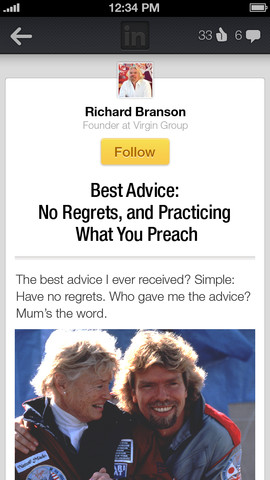 12:34 PM
in
33 6
Richard Branson
Founder at Virgin Group
Follow
Best Advice:
No Regrets, and Practicing
What You Preach
The best advice I ever received? Simple:
Have no regrets. Who gave me the advice?
Mum's the word.